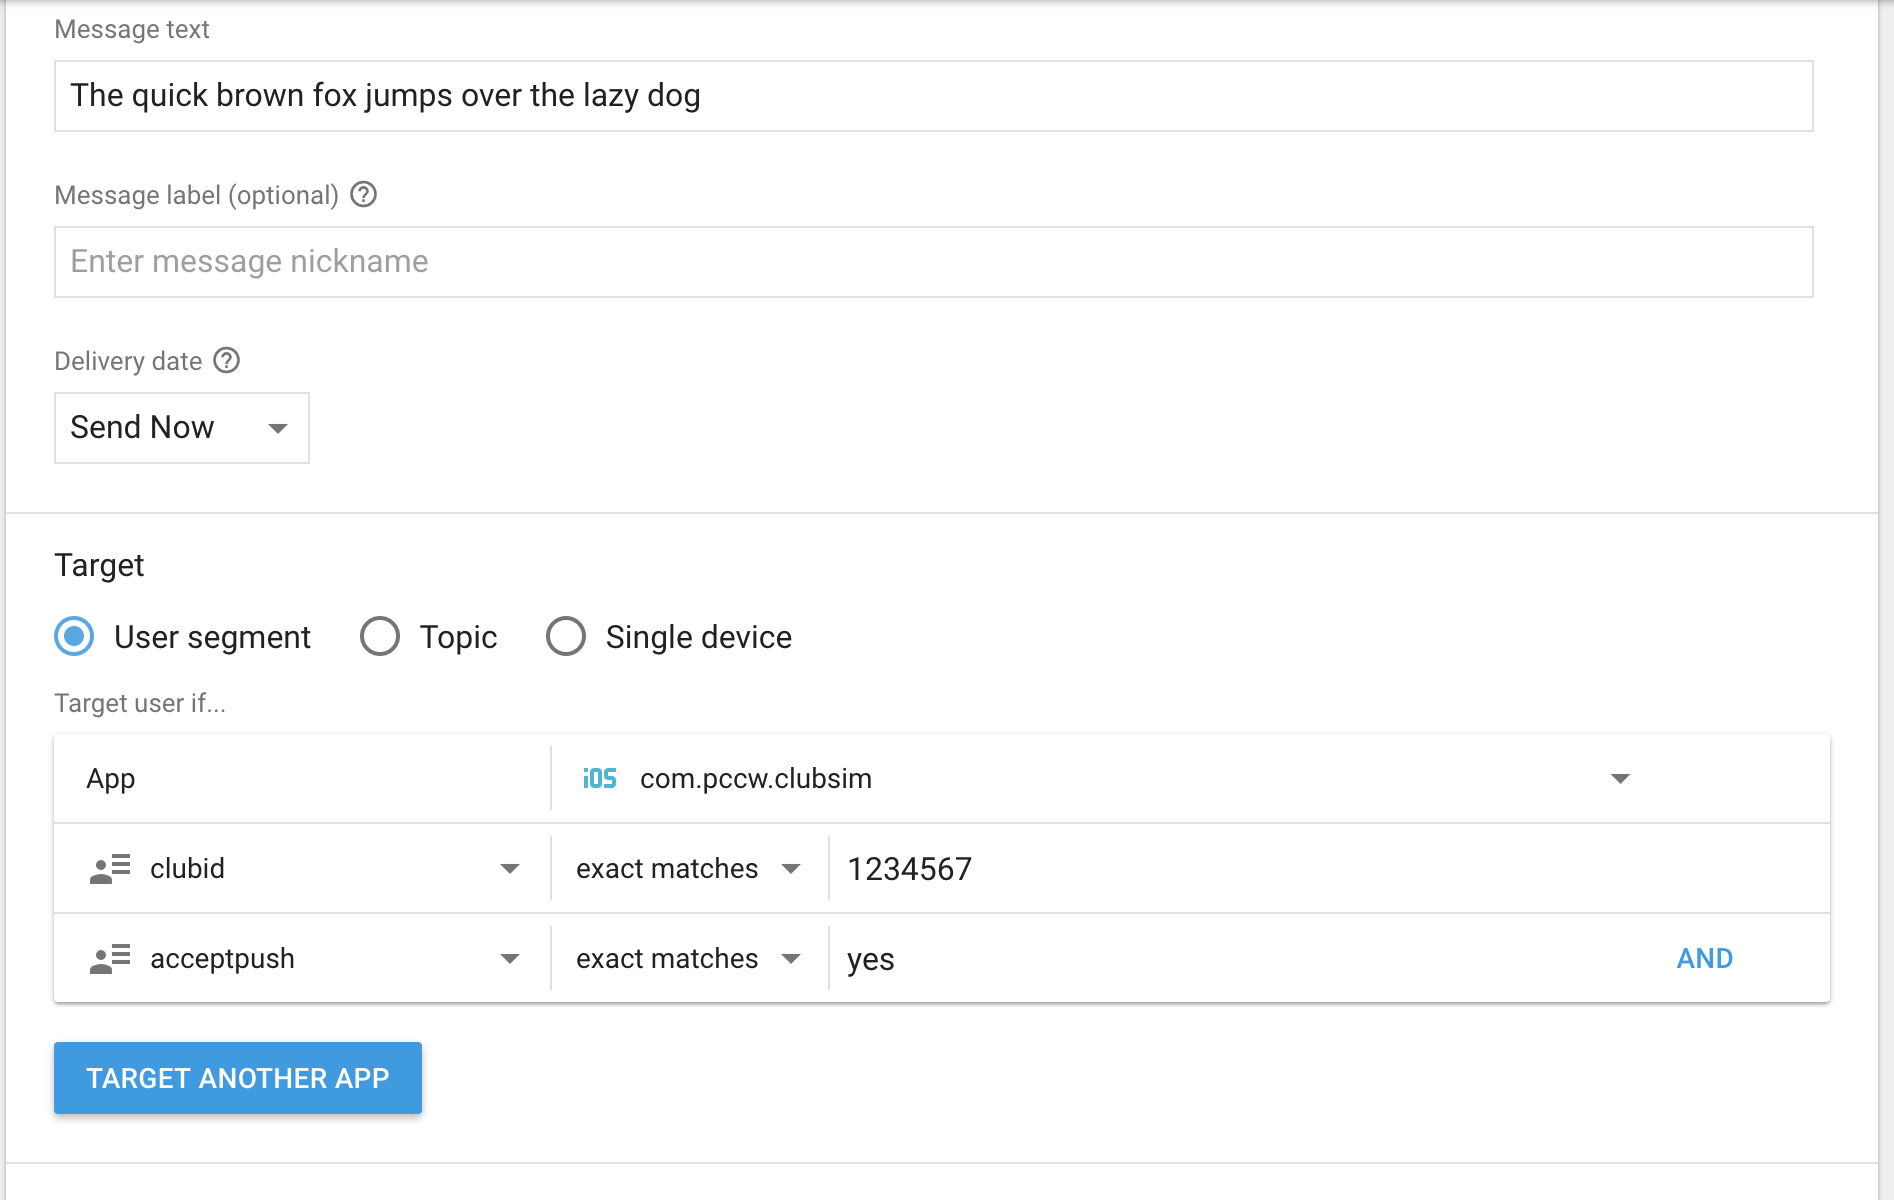 Message text
The quick brown fox jumps over the lazy dog
Message label (optional) ?
Enter message nickname
Delivery date ?
Send Now
Target
User segment Topic Single device
Target user if...
App iOS com.pccw.clubsim
clubid exact matches 1234567
acceptpush exact matches yes AND
TARGET ANOTHER APP